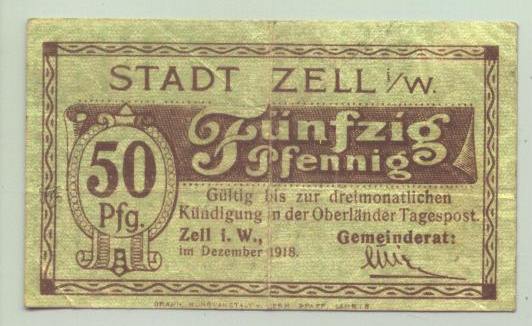 STADT ZELL i/W.
Fünfzig
Pfennig
50
Pfg.
Gültig bis zur dreimonatlichen
Kündigung in der Oberländer Tagespost.
Zell i. W.,
im Dezember 1918.
Gemeinderat: